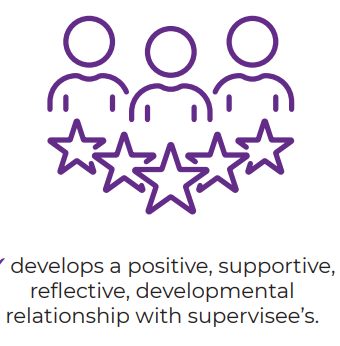 ✓ develops a positive, supportive,
reflective, developmental
relationship with supervisee’s.